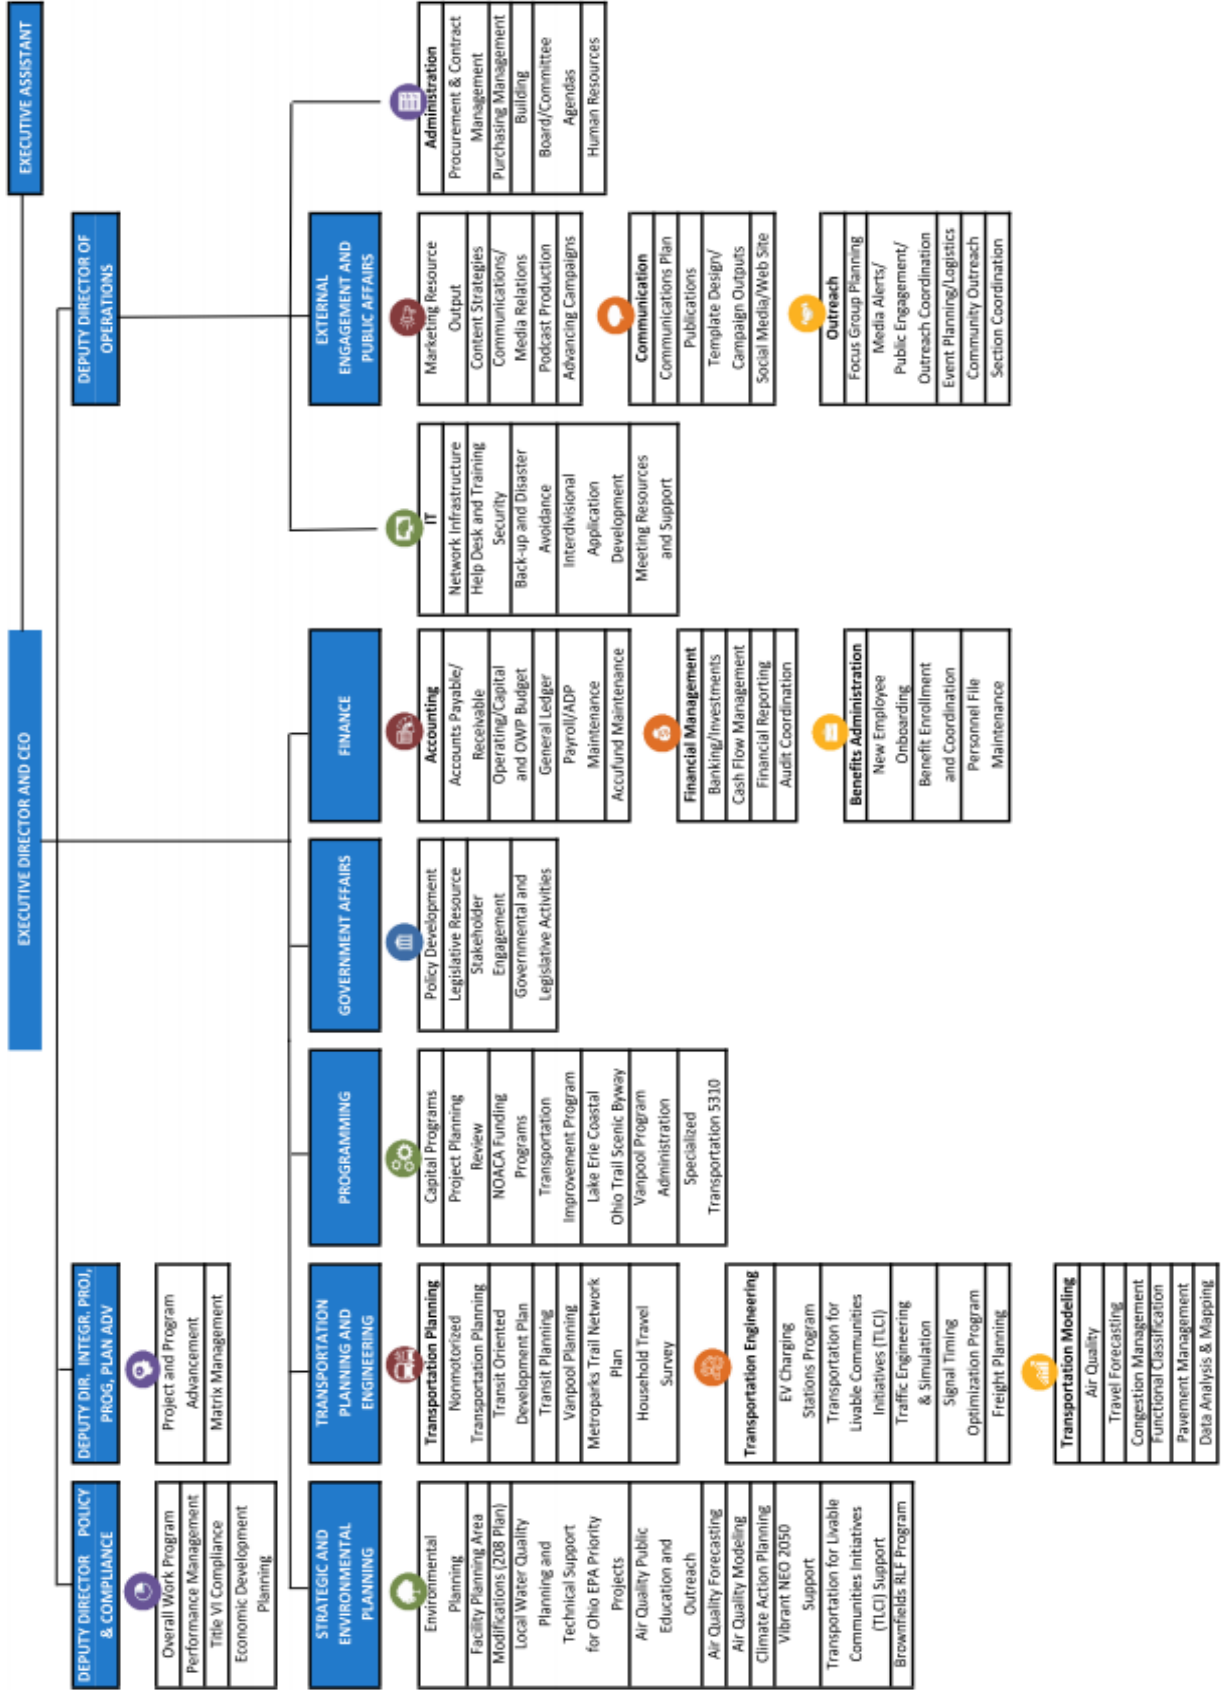 EXECUTIVE DIRECTOR AND CEO
EXECUTIVE ASSISTANT
DEPUTY DIRECTOR POLICY
& COMPLIANCE
Overall Work Program
Performance Management
Title VI Compliance
Economic Development
Planning
DEPUTY DIR. INTEGR. PROJ,
PROG, PLAN ADV
Project and Program
Advancement
Matrix Management
DEPUTY DIRECTOR OF
OPERATIONS
STRATEGIC AND
ENVIRONMENTAL
PLANNING
Environmental
Planning
Facility Planning Area
Modifications (208 Plan)
Local Water Quality
Planning and
Technical Support
for Ohio EPA Priority
Projects
Air Quality Public
Education and
Outreach
Air Quality Forecasting
Air Quality Modeling
Climate Action Planning
Vibrant NEO 2050
Support
Transportation for Livable
Communities Initiatives
(TLCI) Support
Brownfields RLF Program
TRANSPORTATION
PLANNING AND
ENGINEERING
Transportation Planning
Nonmotorized
Transportation Planning
Transit Oriented
Development Plan
Transit Planning
Vanpool Planning
Metroparks Trail Network
Plan
Household Travel
Survey
Transportation Engineering
EV Charging
Stations Program
Transportation for
Livable Communities
Initiatives (TLCI)
Traffic Engineering
& Simulation
Signal Timing
Optimization Program
Freight Planning
Transportation Modeling
Air Quality
Travel Forecasting
Congestion Management
Functional Classification
Pavement Management
Data Analysis & Mapping
PROGRAMMING
Capital Programs
Project Planning
Review
NOACA Funding
Programs
Transportation
Improvement Program
Lake Erie Coastal
Ohio Trail Scenic Byway
Vanpool Program
Administration
Specialized
Transportation 5310
GOVERNMENT AFFAIRS
Policy Development
Legislative Resource
Stakeholder
Engagement
Governmental and
Legislative Activities
FINANCE
Accounting
Accounts Payable/
Receivable
Operating/Capital
and OWP Budget
General Ledger
Payroll/ADP
Maintenance
Accufund Maintenance
Financial Management
Banking/Investments
Cash Flow Management
Financial Reporting
Audit Coordination
Benefits Administration
New Employee
Onboarding
Benefit Enrollment
and Coordination
Personnel File
Maintenance
IT
Network Infrastructure
Help Desk and Training
Security
Back-up and Disaster
Avoidance
Interdivisional
Application
Development
Meeting Resources
and Support
EXTERNAL
ENGAGEMENT AND
PUBLIC AFFAIRS
Marketing Resource
Output
Content Strategies
Communications/
Media Relations
Podcast Production
Advancing Campaigns
Communication
Communications Plan
Publications
Template Design/
Campaign Outputs
Social Media/Web Site
Outreach
Focus Group Planning
Media Alerts/
Public Engagement/
Outreach Coordination
Event Planning/Logistics
Community Outreach
Section Coordination
Administration
Procurement & Contract
Management
Purchasing Management
Building
Board/Committee
Agendas
Human Resources